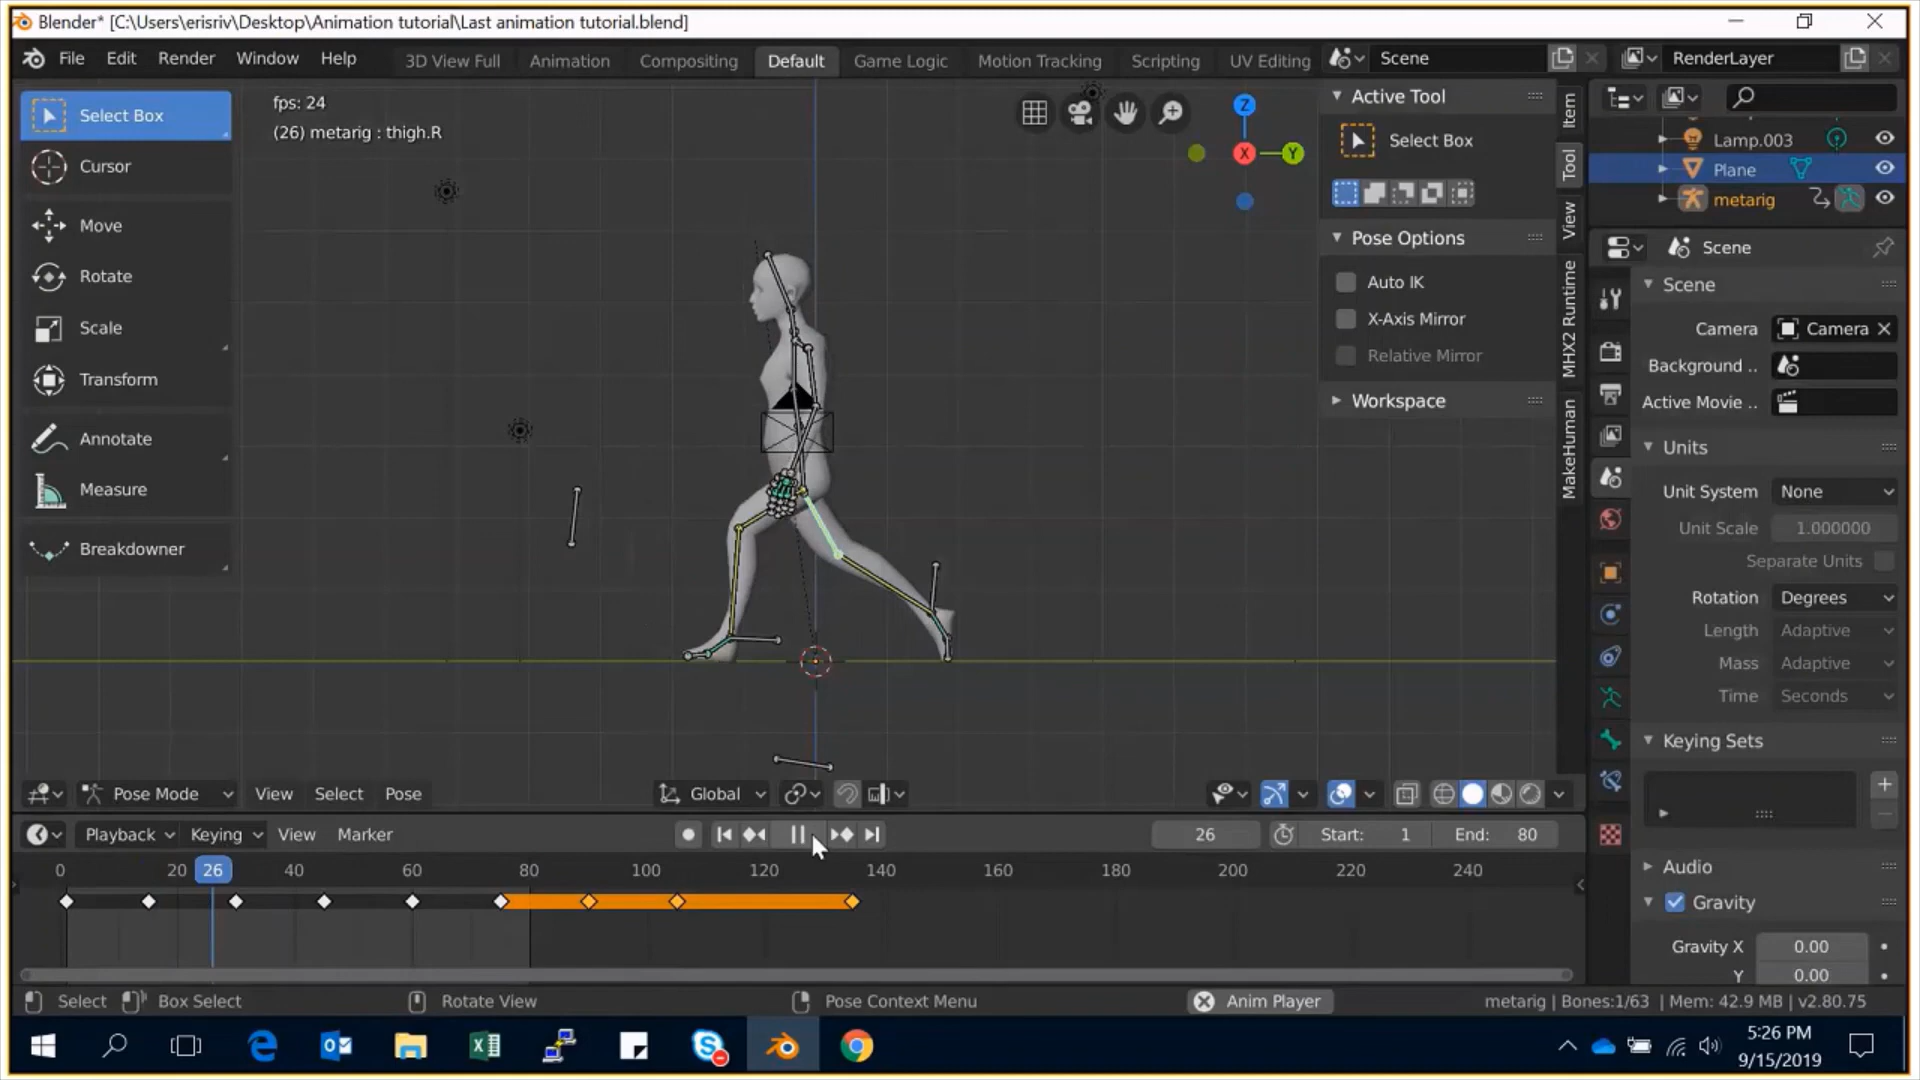 Blender* [C:\Users\erisriv\Desktop\Animation tutorial\Last animation tutorial.blend]
File Edit Render Window Help 3D View Full Animation Compositing Default Game Logic Motion Tracking Scripting UV Editing Scene RenderLayer
Select Box
Cursor
Move
Rotate
Scale
Transform
Annotate
Measure
Breakdowner
fps: 24
(26) metarig : thigh.R
Z
X
Y
Active Tool
Select Box
Pose Options
Auto IK
X-Axis Mirror
Relative Mirror
Workspace
Item
Tool
View
MHX2 Runtime
MakeHuman
Lamp.003
Plane
metarig
Scene
Scene
Camera Camera
Background ..
Active Movie ..
Units
Unit System None
Unit Scale 1.000000
Separate Units
Rotation Degrees
Length Adaptive
Mass Adaptive
Time Seconds
Keying Sets
Audio
Gravity
Gravity X 0.00
Y 0.00
Pose Mode View Select Pose Global
Playback Keying View Marker 26 Start: 1 End: 80
0 20 26 40 60 80 100 120 140 160 180 200 220 240
Select Box Select Rotate View Pose Context Menu Anim Player metarig | Bones:1/63 | Mem: 42.9 MB | v2.80.75
5:26 PM
9/15/2019